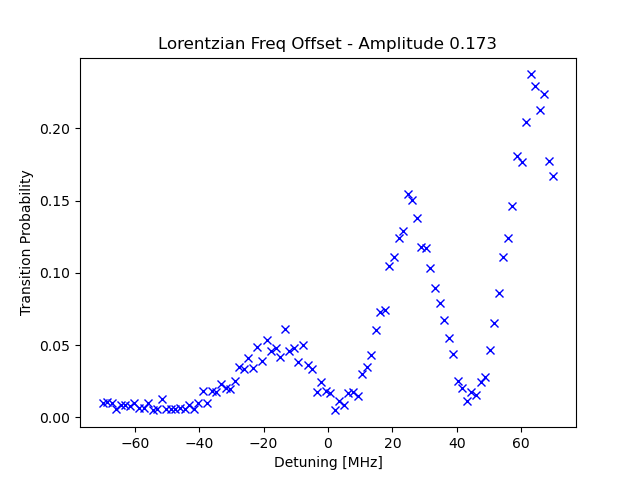 Lorentzian Freq Offset - Amplitude 0.173
Transition Probability
0.20
0.15
0.10
0.05
0.00
−60 −40 −20 0 20 40 60
Detuning [MHz]